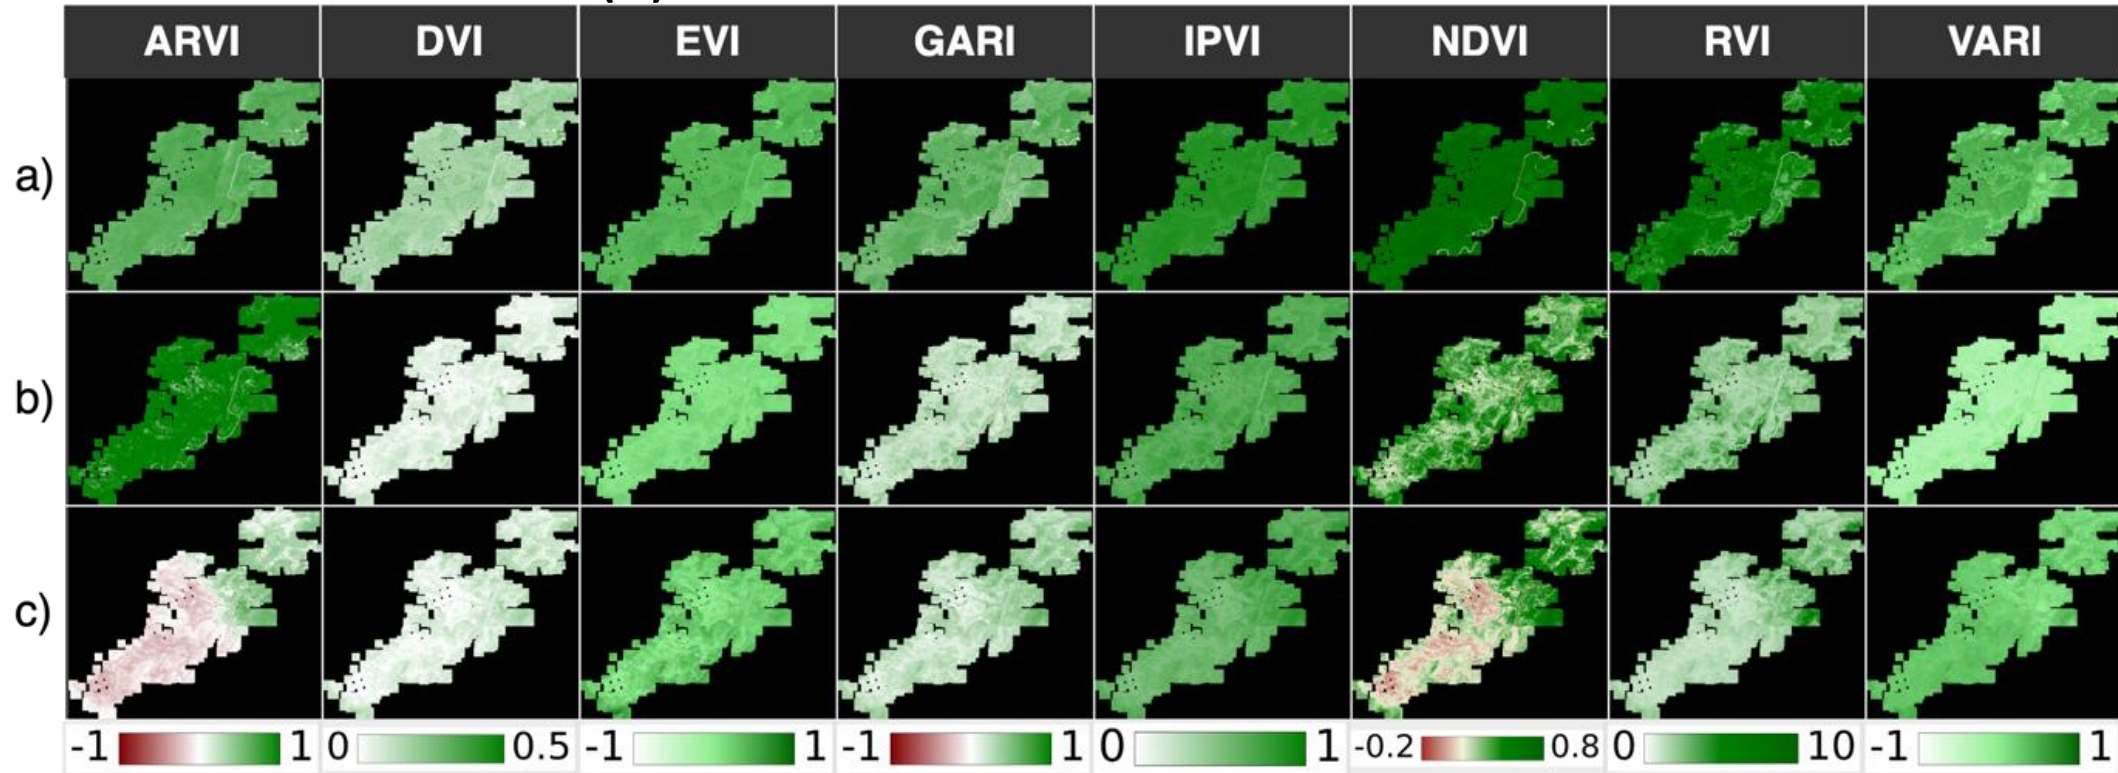 ARVI DVI EVI GARI IPVI NDVI RVI VARI
a)
b)
c)
-1 1 0 0.5 -1 1 -1 1 0 1 -0.2 0.8 0 10 -1 1